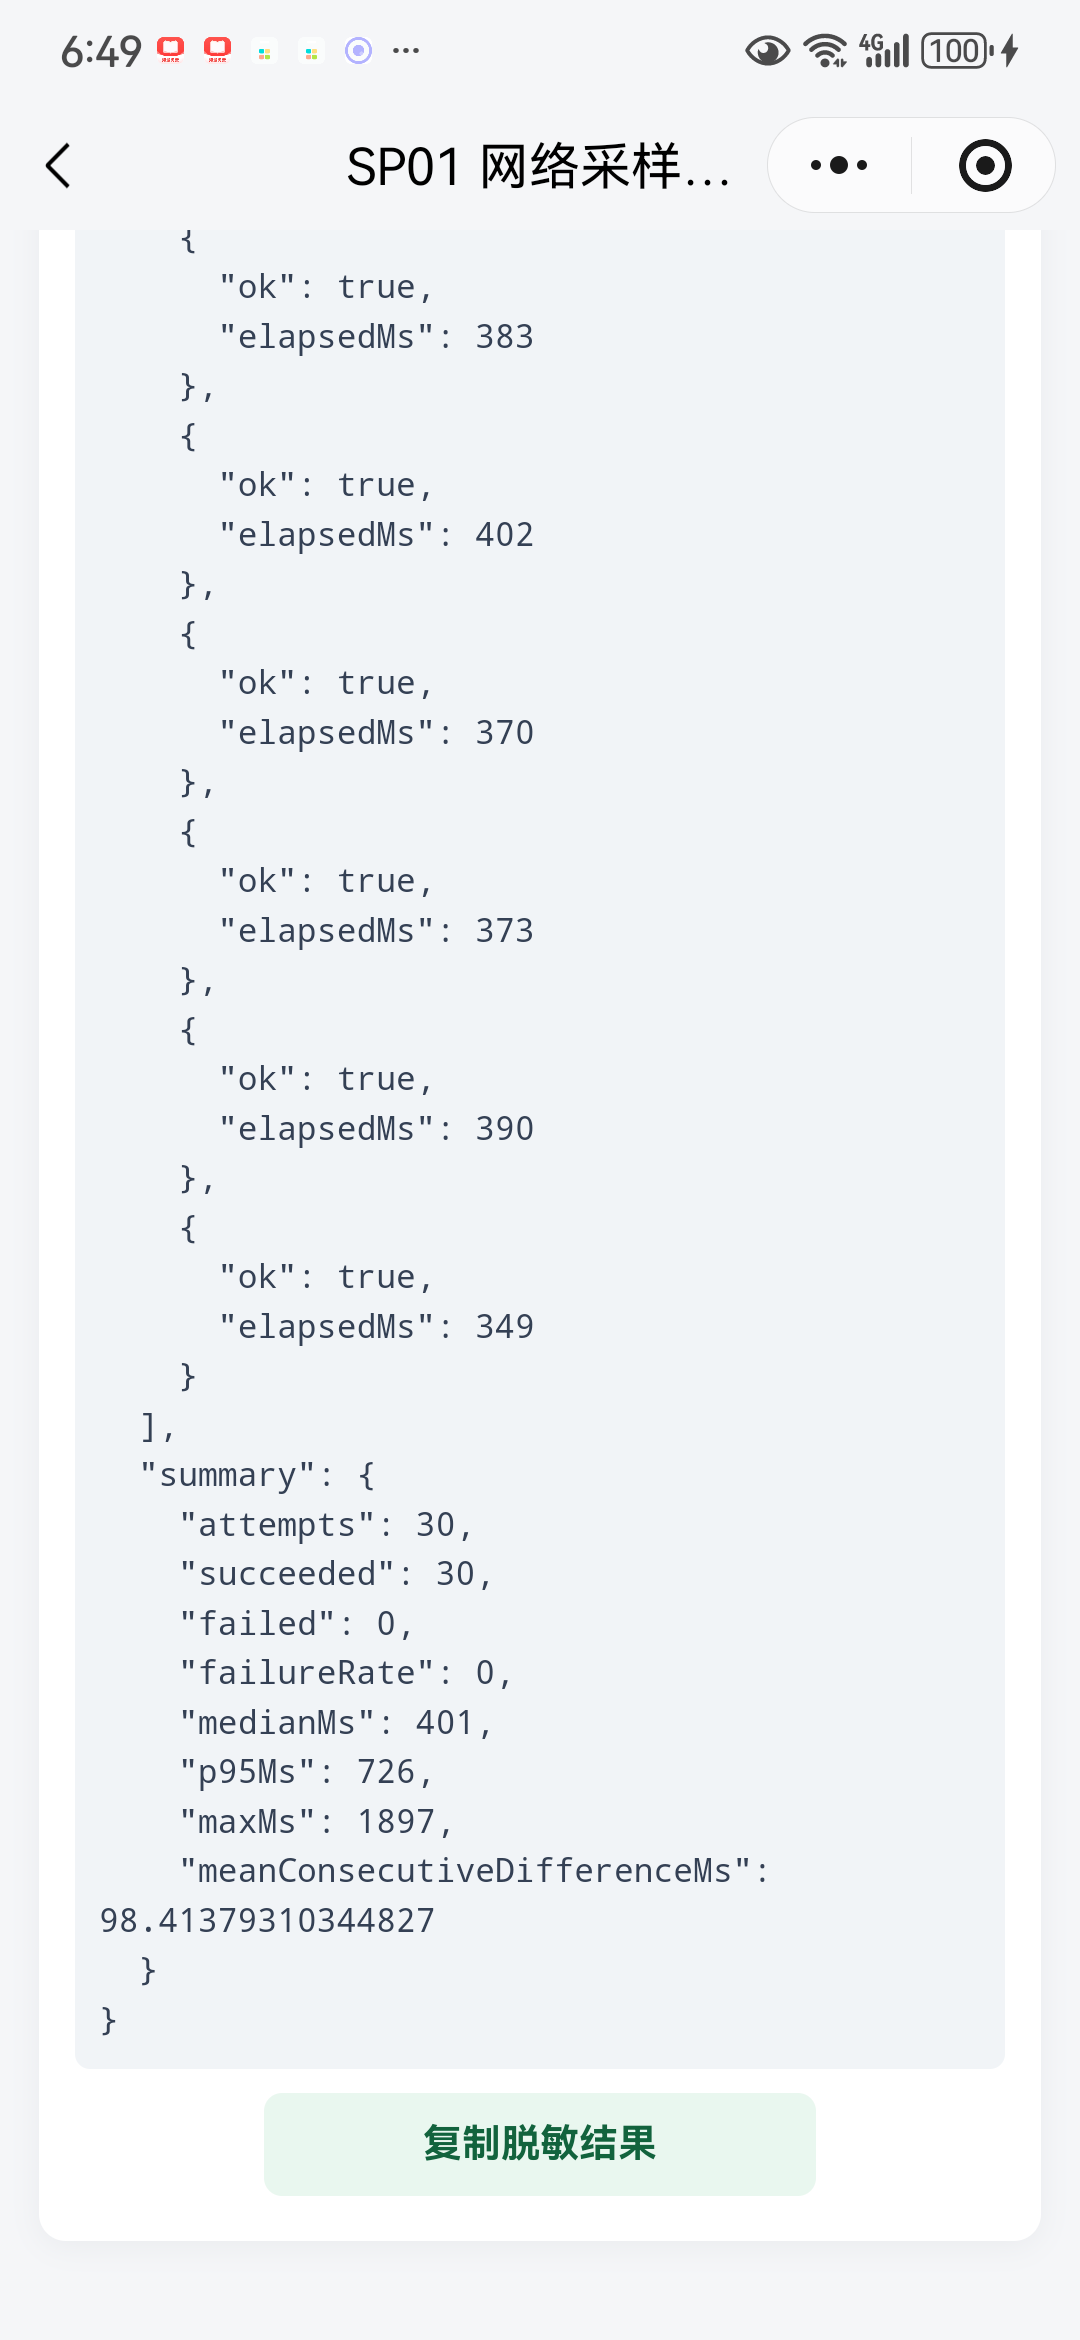 6:49
4G
100
SP01 网络采样...
{
"ok": true,
"elapsedMs": 383
},
{
"ok": true,
"elapsedMs": 402
},
{
"ok": true,
"elapsedMs": 370
},
{
"ok": true,
"elapsedMs": 373
},
{
"ok": true,
"elapsedMs": 390
},
{
"ok": true,
"elapsedMs": 349
}
],
"summary": {
"attempts": 30,
"succeeded": 30,
"failed": 0,
"failureRate": 0,
"medianMs": 401,
"p95Ms": 726,
"maxMs": 1897,
"meanConsecutiveDifferenceMs":
98.41379310344827
}
}
复制脱敏结果